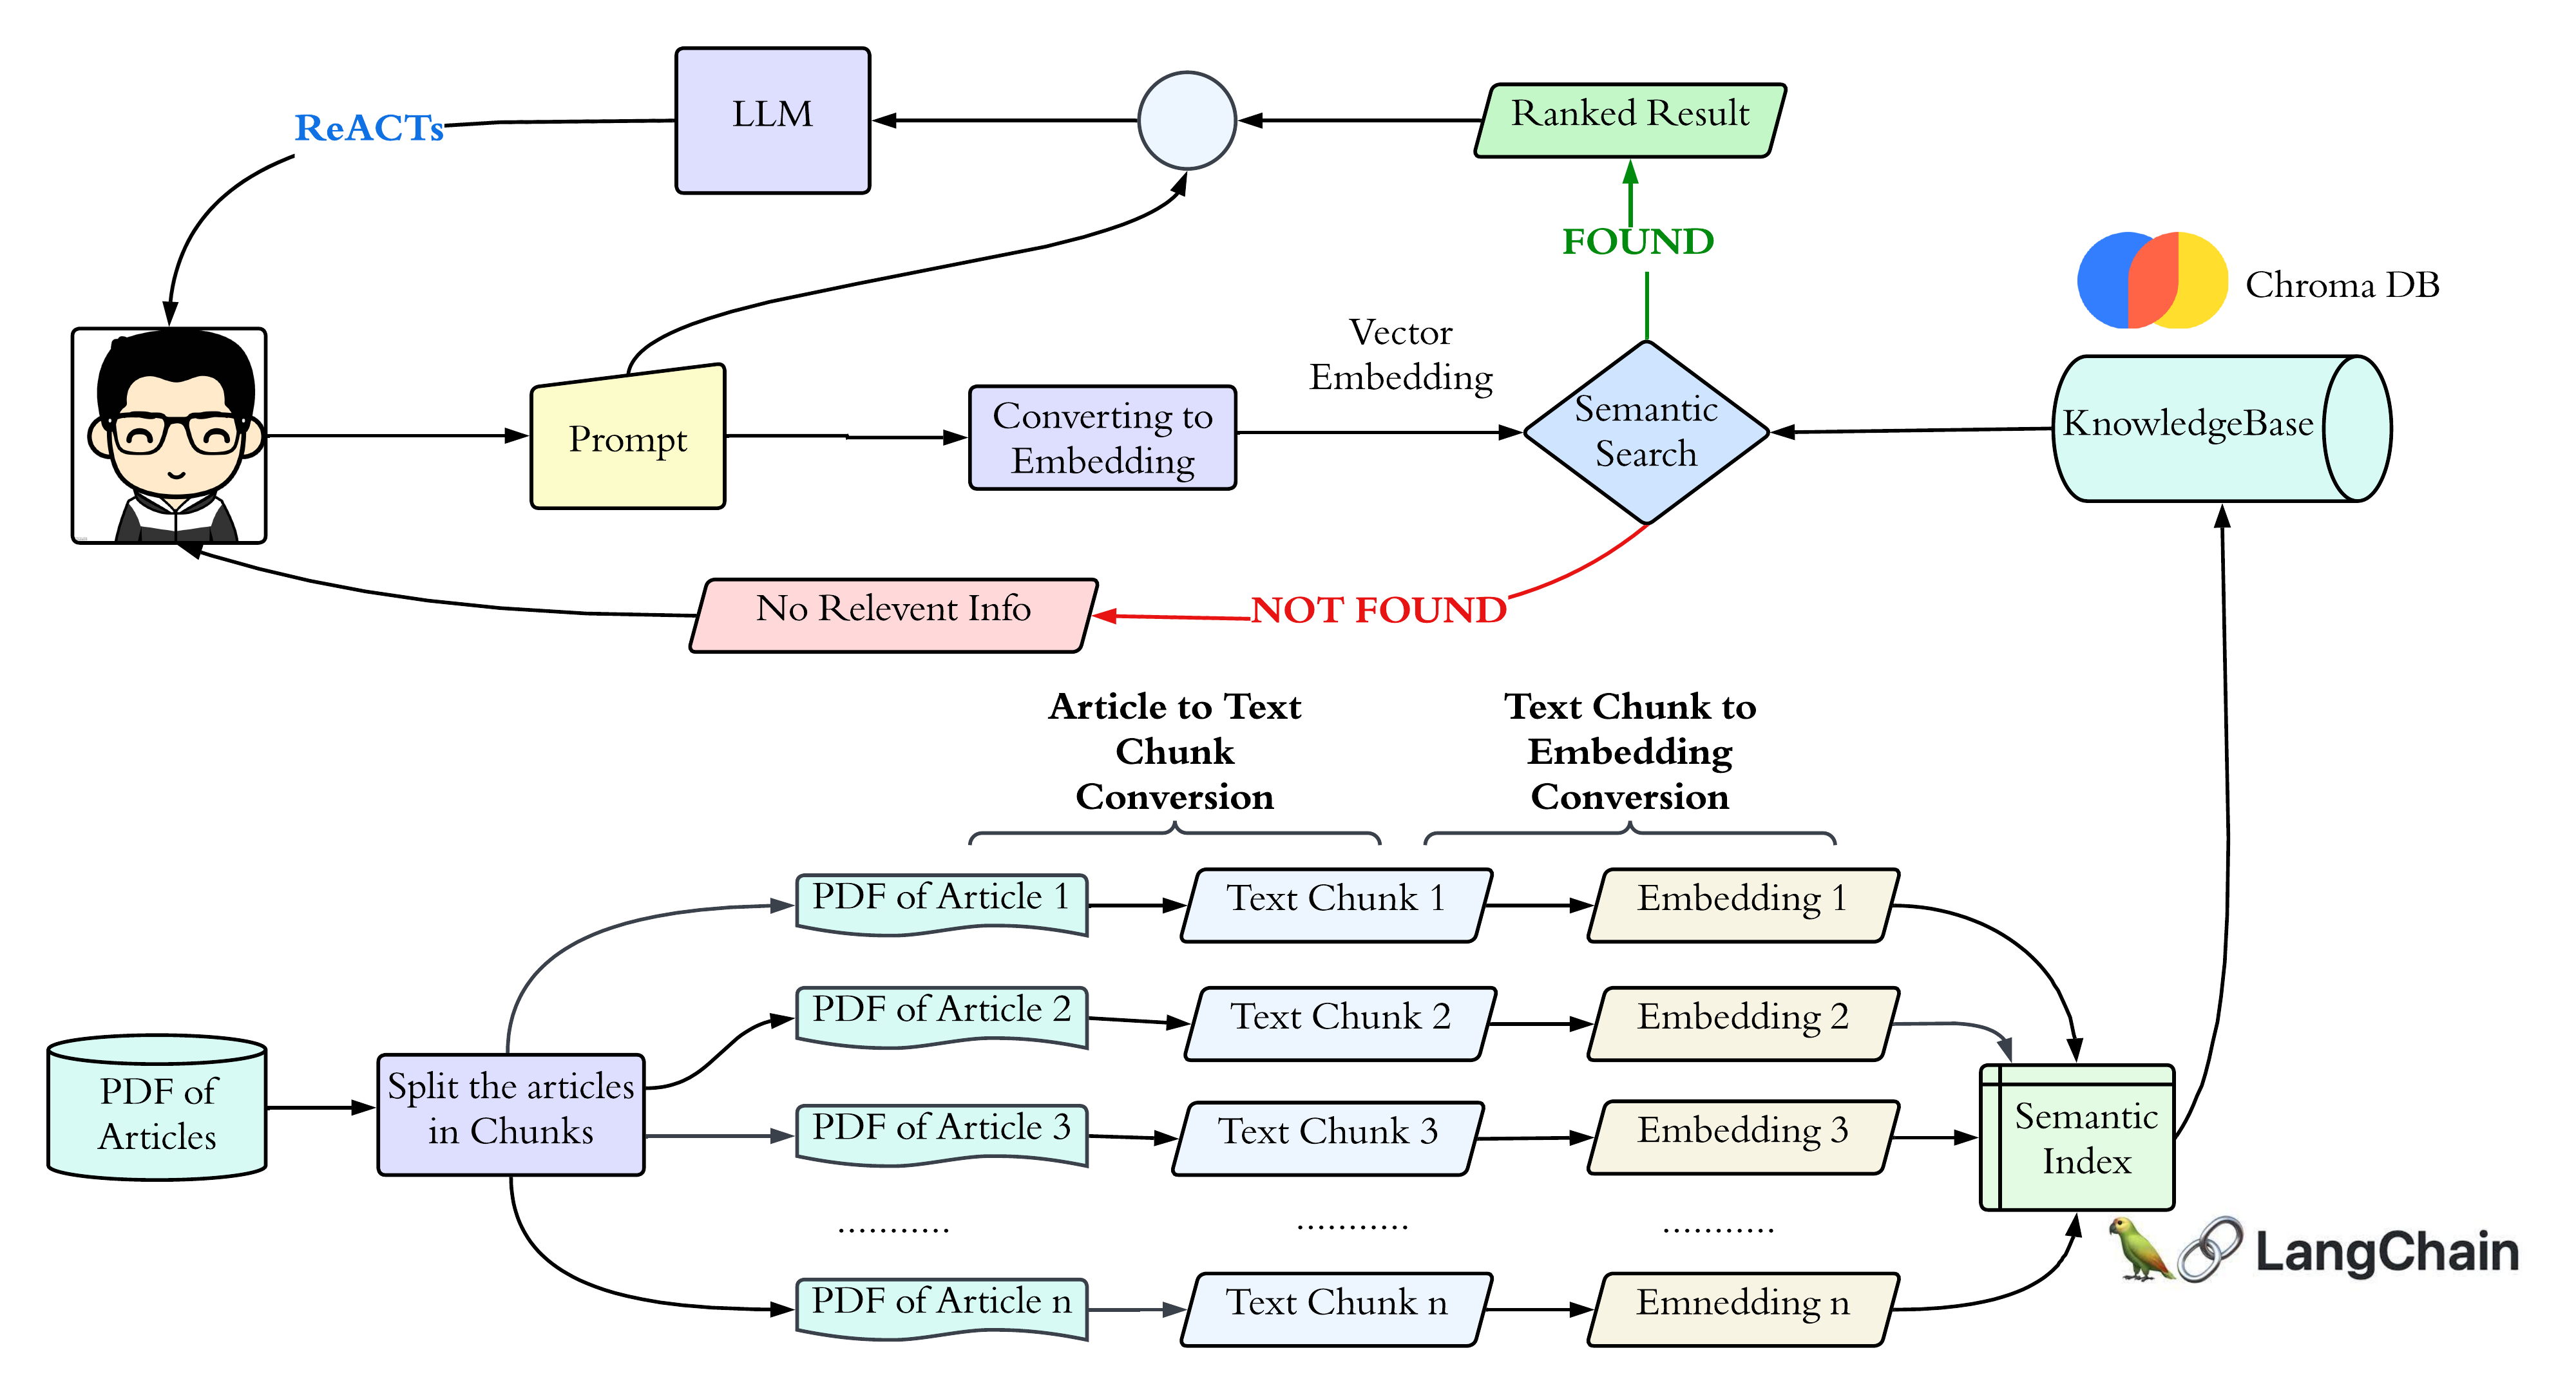 LLM
Ranked Result
ReACTs
FOUND
Chroma DB
Vector
Embedding
Prompt
Converting to
Embedding
Semantic
Search
KnowledgeBase
No Relevent Info
NOT FOUND
Article to Text
Chunk
Conversion
Text Chunk to
Embedding
Conversion
PDF of Article 1
Text Chunk 1
Embedding 1
PDF of Article 2
Text Chunk 2
Embedding 2
PDF of
Articles
Split the articles
in Chunks
PDF of Article 3
Text Chunk 3
Embedding 3
Semantic
Index
...........
...........
...........
LangChain
PDF of Article n
Text Chunk n
Emnedding n